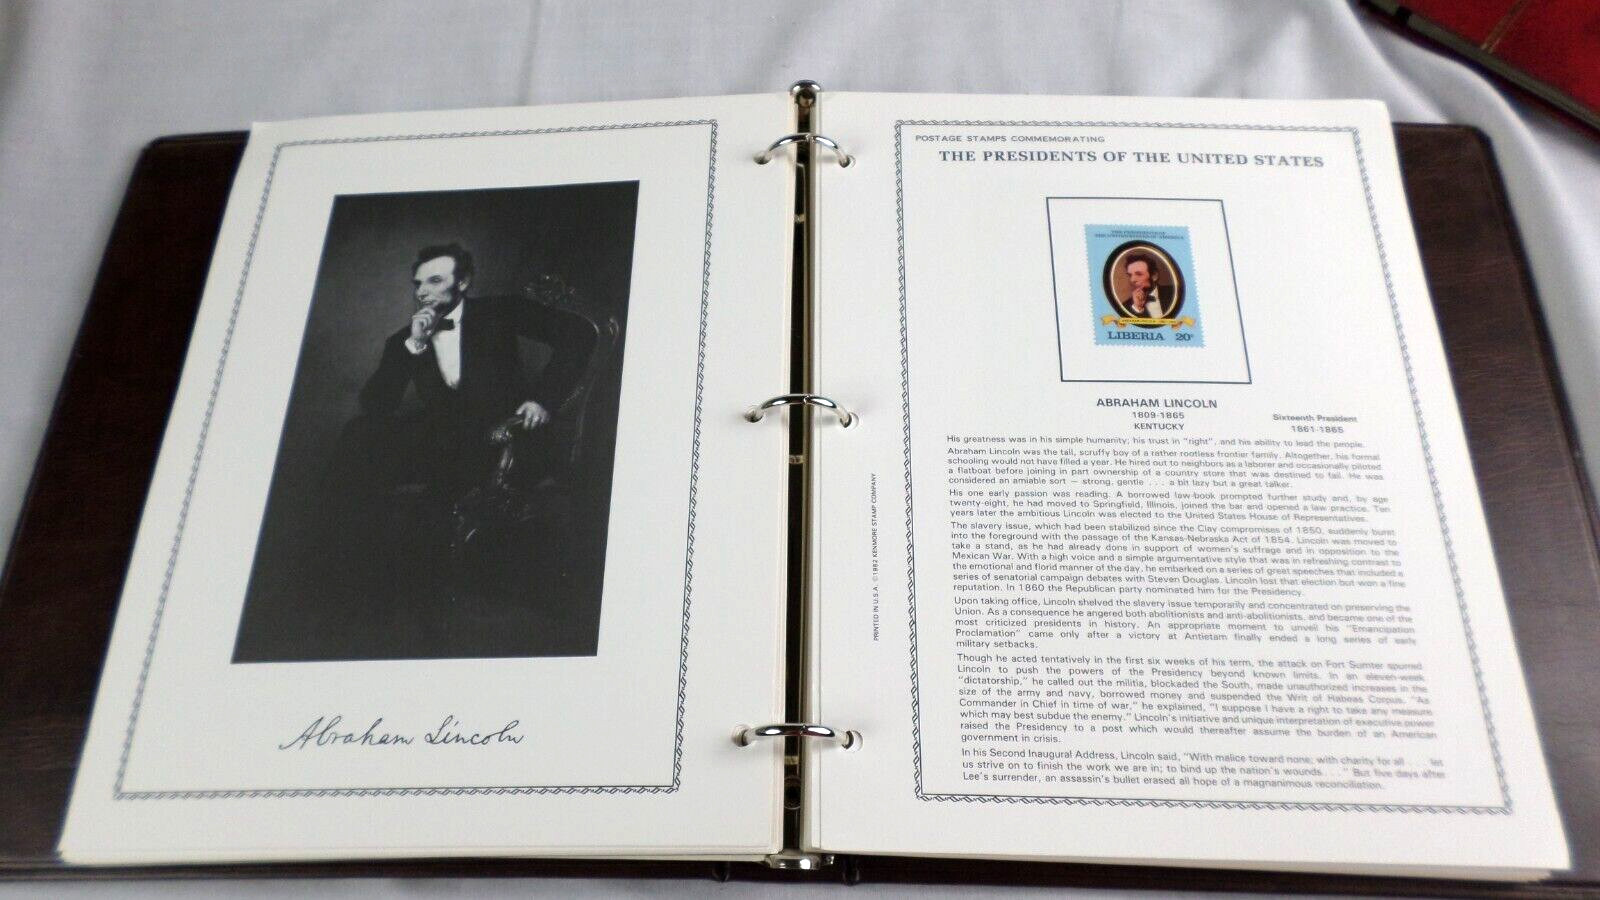 Abraham Lincoln
PRINTED IN U.S.A. ©1982 KENMORE STAMP COMPANY
POSTAGE STAMPS COMMEMORATING
THE PRESIDENTS OF THE UNITED STATES
THE PRESIDENTS OF
THE UNITED STATES OF AMERICA
LIBERIA 20c
ABRAHAM LINCOLN
1809-1865
KENTUCKY
Sixteenth President
1861-1865
His greatness was in his simple humanity; his trust in "right", and his ability to lead the people.
Abraham Lincoln was the tall, scruffy boy of a rather rootless frontier family. Altogether, his formal
schooling would not have filled a year. He hired out to neighbors as a laborer and occasionally piloted
a flatboat before joining in part ownership of a country store that was destined to fail. He was
considered an amiable sort — strong, gentle . . . a bit lazy but a great talker.
His one early passion was reading. A borrowed law-book prompted further study and, by age
twenty-eight, he had moved to Springfield, Illinois, joined the bar and opened a law practice. Ten
years later the ambitious Lincoln was elected to the United States House of Representatives.
The slavery issue, which had been stabilized since the Clay compromises of 1850, suddenly burst
into the foreground with the passage of the Kansas-Nebraska Act of 1854. Lincoln was moved to
take a stand, as he had already done in support of women's suffrage and in opposition to the
Mexican War. With a high voice and a simple argumentative style that was in refreshing contrast to
the emotional and florid manner of the day, he embarked on a series of great speeches that included a
series of senatorial campaign debates with Steven Douglas. Lincoln lost that election but won a fine
reputation. In 1860 the Republican party nominated him for the Presidency.
Upon taking office, Lincoln shelved the slavery issue temporarily and concentrated on preserving the
Union. As a consequence he angered both abolitionists and anti-abolitionists, and became one of the
most criticized presidents in history. An appropriate moment to unveil his "Emancipation
Proclamation" came only after a victory at Antietam finally ended a long series of early
military setbacks.
Though he acted tentatively in the first six weeks of his term, the attack on Fort Sumter spurred
Lincoln to push the powers of the Presidency beyond known limits. In an eleven-week
"dictatorship," he called out the militia, blockaded the South, made unauthorized increases in the
size of the army and navy, borrowed money and suspended the Writ of Habeas Corpus. "As
Commander in Chief in time of war," he explained, "I suppose I have a right to take any measure
which may best subdue the enemy." Lincoln's initiative and unique interpretation of executive power
raised the Presidency to a post which would thereafter assume the burden of an American
government in crisis.
In his Second Inaugural Address, Lincoln said, "With malice toward none; with charity for all . . . let
us strive on to finish the work we are in; to bind up the nation's wounds. . . ." But five days after
Lee's surrender, an assassin's bullet erased all hope of a magnanimous reconciliation.